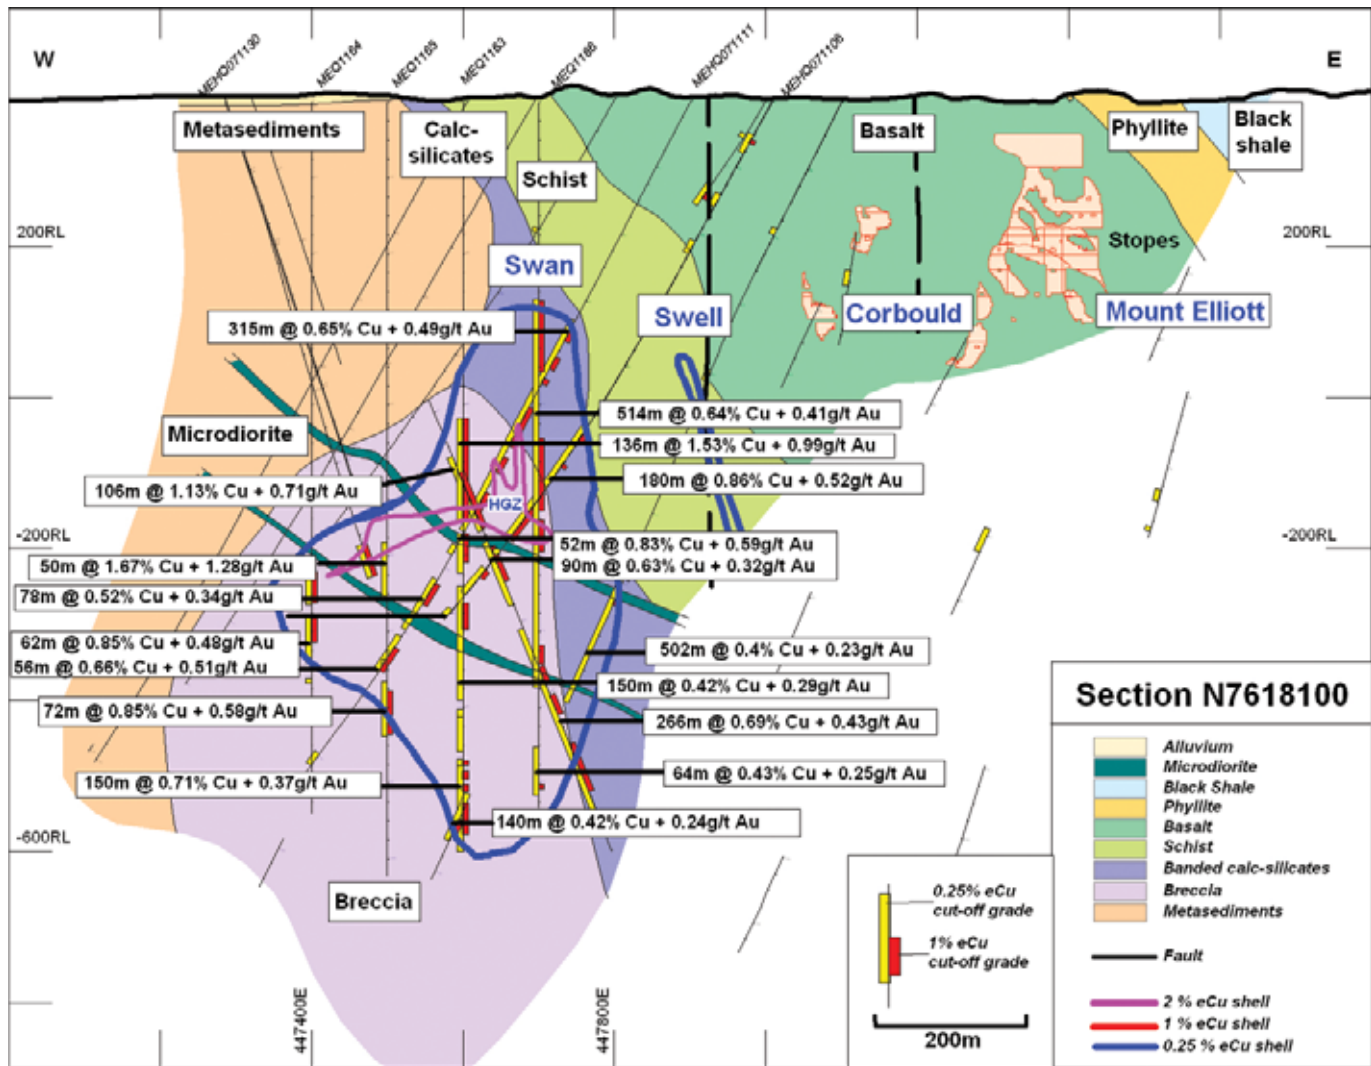 W
E
MEHQ071130
MEQ1164
MEQ1165
MEQ1163
MEQ1166
MEHQ071111
MEHQ071106
Metasediments
Calc-
silicates
Schist
Basalt
Phyllite
Black
shale
200RL
200RL
Swan
Swell
Corbould
Stopes
Mount Elliott
315m @ 0.65% Cu + 0.49g/t Au
514m @ 0.64% Cu + 0.41g/t Au
Microdiorite
136m @ 1.53% Cu + 0.99g/t Au
106m @ 1.13% Cu + 0.71g/t Au
180m @ 0.86% Cu + 0.52g/t Au
HGZ
-200RL
-200RL
52m @ 0.83% Cu + 0.59g/t Au
50m @ 1.67% Cu + 1.28g/t Au
90m @ 0.63% Cu + 0.32g/t Au
78m @ 0.52% Cu + 0.34g/t Au
62m @ 0.85% Cu + 0.48g/t Au
502m @ 0.4% Cu + 0.23g/t Au
56m @ 0.66% Cu + 0.51g/t Au
150m @ 0.42% Cu + 0.29g/t Au
72m @ 0.85% Cu + 0.58g/t Au
266m @ 0.69% Cu + 0.43g/t Au
64m @ 0.43% Cu + 0.25g/t Au
150m @ 0.71% Cu + 0.37g/t Au
140m @ 0.42% Cu + 0.24g/t Au
-600RL
Breccia
447400E
447800E
0.25% eCu
cut-off grade
1% eCu
cut-off grade
200m
Section N7618100
Alluvium
Microdiorite
Black Shale
Phyllite
Basalt
Schist
Banded calc-silicates
Breccia
Metasediments
Fault
2 % eCu shell
1 % eCu shell
0.25 % eCu shell